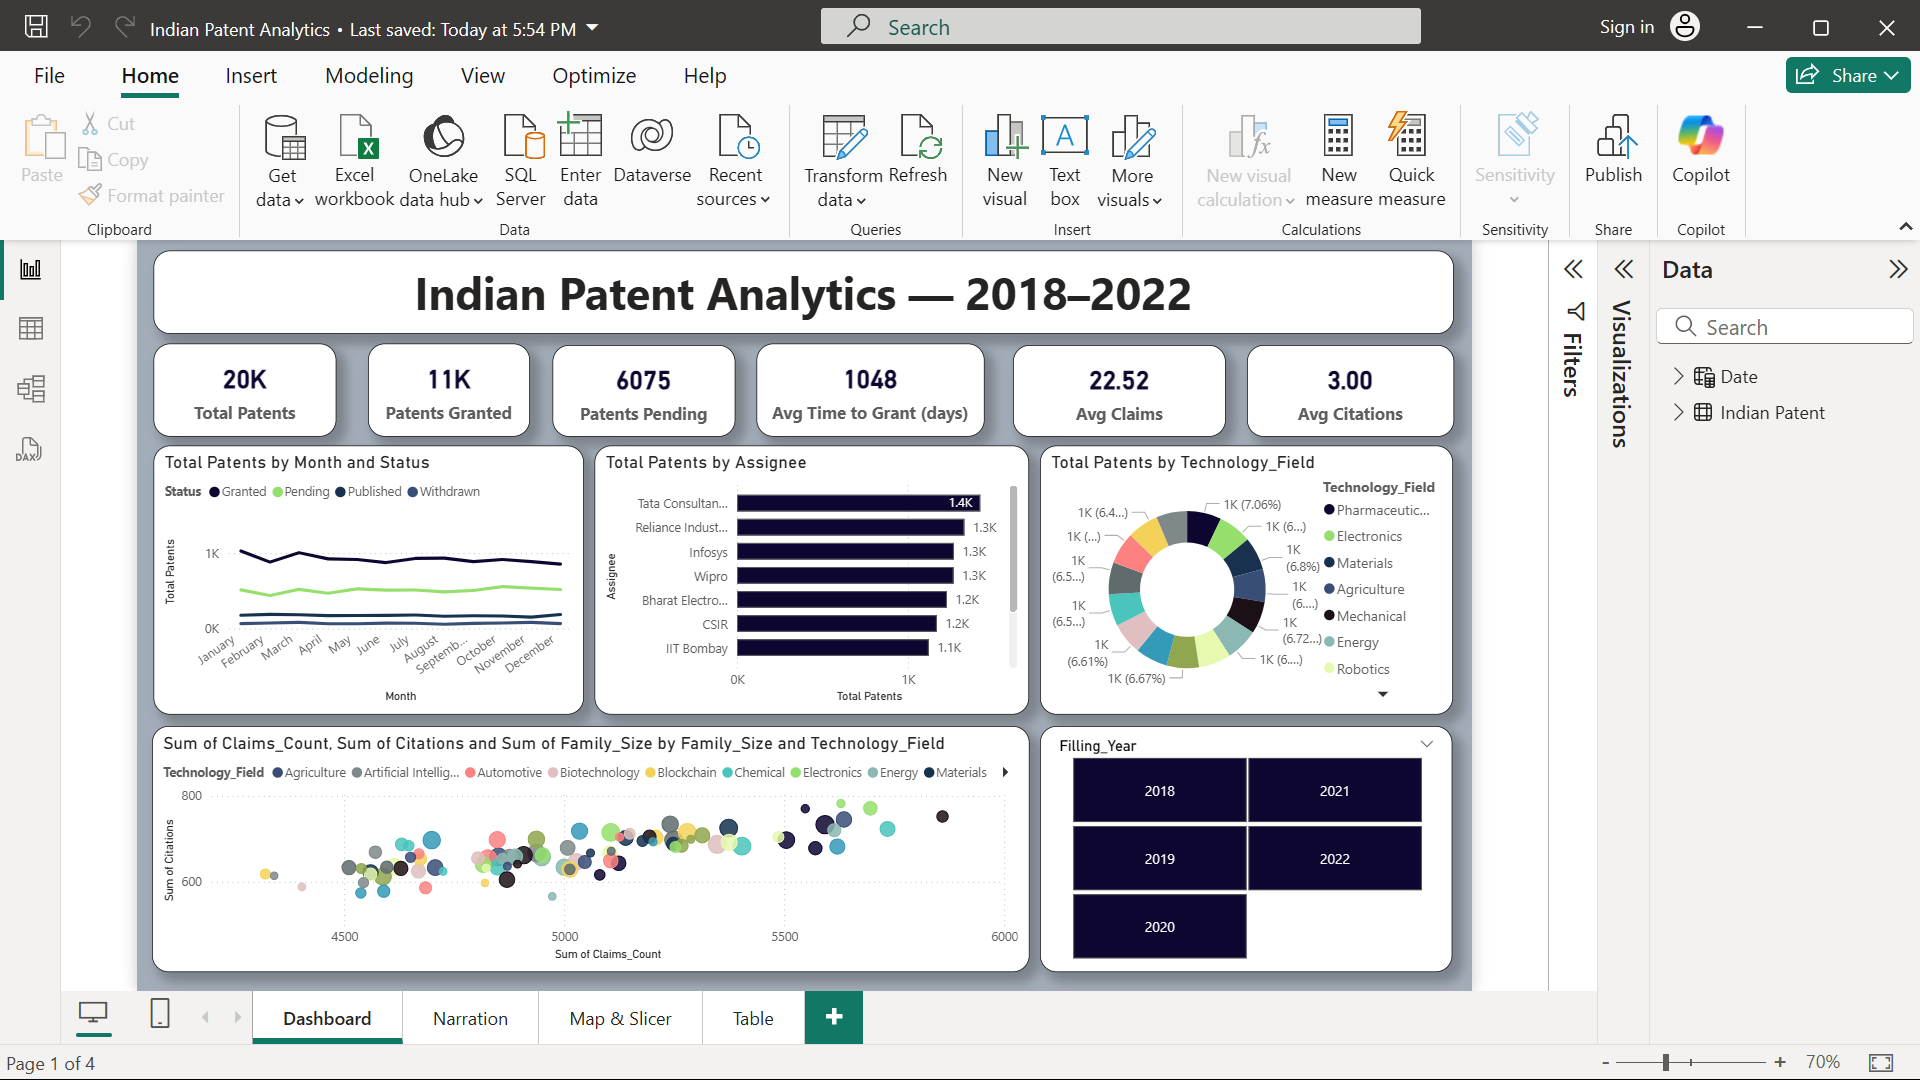 Indian Patent Analytics • Last saved: Today at 5:54 PM
Search
Sign in
File
Home
Insert
Modeling
View
Optimize
Help
Share
Paste
Cut
Copy
Format painter
Clipboard
Get data
Excel workbook
OneLake data hub
SQL Server
Enter data
Dataverse
Recent sources
Data
Transform data
Refresh
Queries
New visual
Text box
More visuals
Insert
New visual calculation
New measure
Quick measure
Calculations
Sensitivity
Sensitivity
Publish
Share
Copilot
Copilot
DAX
Indian Patent Analytics — 2018–2022
20K
Total Patents
11K
Patents Granted
6075
Patents Pending
1048
Avg Time to Grant (days)
22.52
Avg Claims
3.00
Avg Citations
Total Patents by Month and Status
Status Granted Pending Published Withdrawn
Total Patents
1K
0K
January
February
March
April
May
June
July
August
Septemb...
October
November
December
Month
Total Patents by Assignee
Assignee
Tata Consultan... 1.4K
Reliance Indust... 1.3K
Infosys 1.3K
Wipro 1.3K
Bharat Electro... 1.2K
CSIR 1.2K
IIT Bombay 1.1K
0K 1K
Total Patents
Total Patents by Technology_Field
1K (7.06%)
1K (6...)
1K (6.8%)
1K (6....)
1K (6.72...)
1K (6....)
1K (6.67%)
1K (6.61%)
1K (6.5...)
1K (6.5...)
1K (...)
1K (6.4...)
Technology_Field
Pharmaceutic...
Electronics
Materials
Agriculture
Mechanical
Energy
Robotics
Sum of Claims_Count, Sum of Citations and Sum of Family_Size by Family_Size and Technology_Field
Technology_Field Agriculture Artificial Intellig... Automotive Biotechnology Blockchain Chemical Electronics Energy Materials
Sum of Citations
800
600
4500 5000 5500 6000
Sum of Claims_Count
Filling_Year
2018
2021
2019
2022
2020
Filters
Visualizations
Data
Search
Date
Indian Patent
Dashboard
Narration
Map & Slicer
Table
+
Page 1 of 4
- + 70%